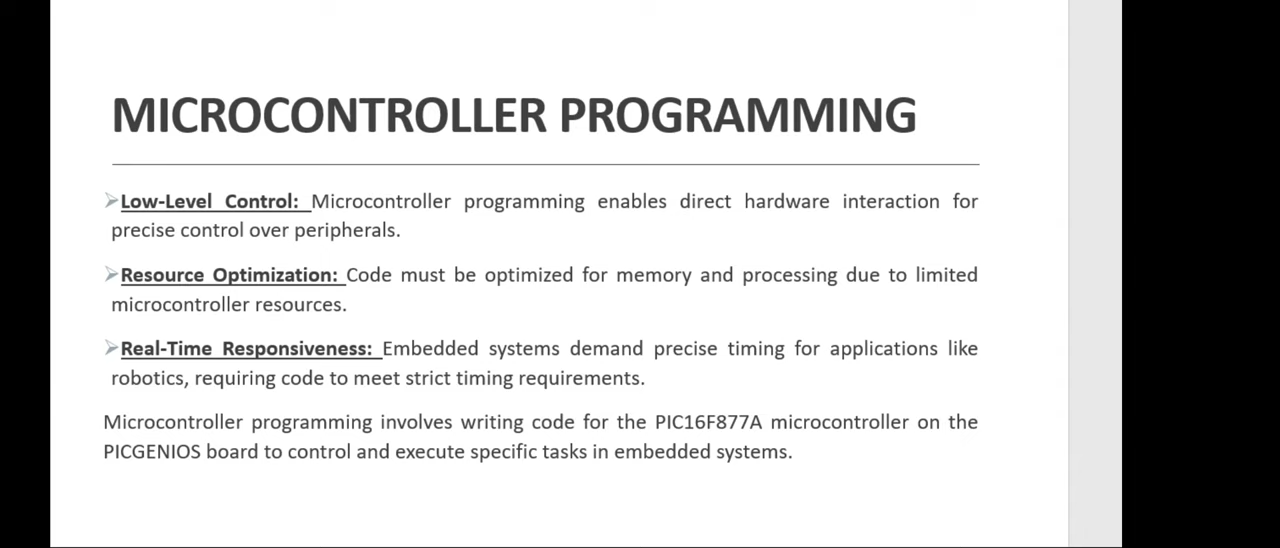 MICROCONTROLLER PROGRAMMING
➢Low-Level Control: Microcontroller programming enables direct hardware interaction for
precise control over peripherals.
➢Resource Optimization: Code must be optimized for memory and processing due to limited
microcontroller resources.
➢Real-Time Responsiveness: Embedded systems demand precise timing for applications like
robotics, requiring code to meet strict timing requirements.
Microcontroller programming involves writing code for the PIC16F877A microcontroller on the
PICGENIOS board to control and execute specific tasks in embedded systems.